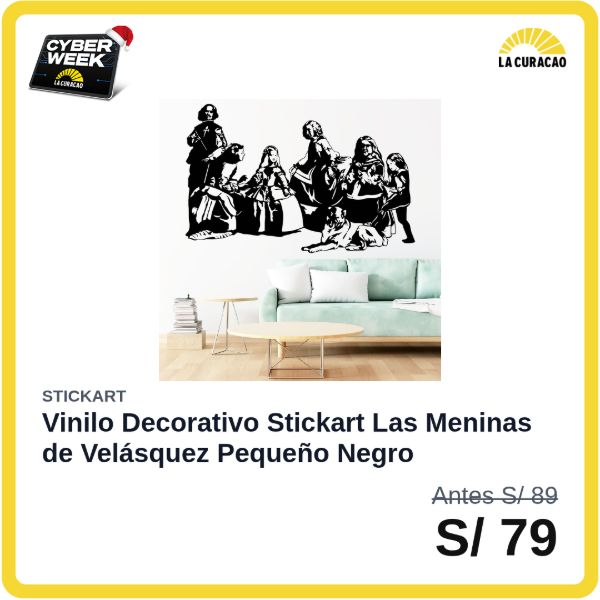 CYBER
WEEK
LA CURACAO
LA CURACAO
STICKART
Vinilo Decorativo Stickart Las Meninas
de Velásquez Pequeño Negro
Antes S/ 89
S/ 79